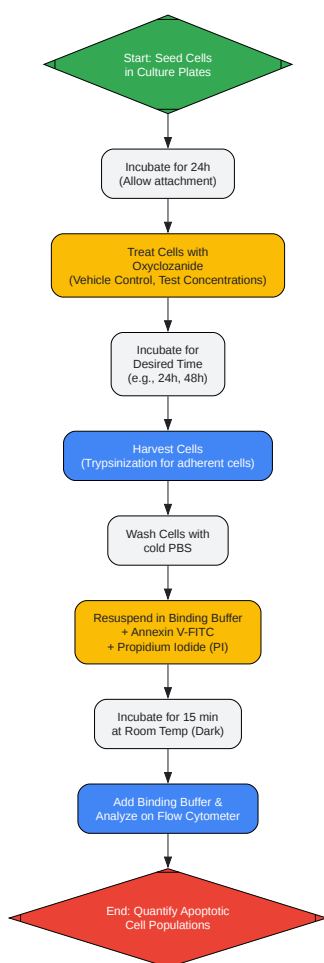 Start: Seed Cells
in Culture Plates
Incubate for 24h
(Allow attachment)
Treat Cells with
Oxyclozanide
(Vehicle Control, Test Concentrations)
Incubate for
Desired Time
(e.g., 24h, 48h)
Harvest Cells
(Trypsinization for adherent cells)
Wash Cells with
cold PBS
Resuspend in Binding Buffer
+ Annexin V-FITC
+ Propidium Iodide (PI)
Incubate for 15 min
at Room Temp (Dark)
Add Binding Buffer &
Analyze on Flow Cytometer
End: Quantify Apoptotic
Cell Populations